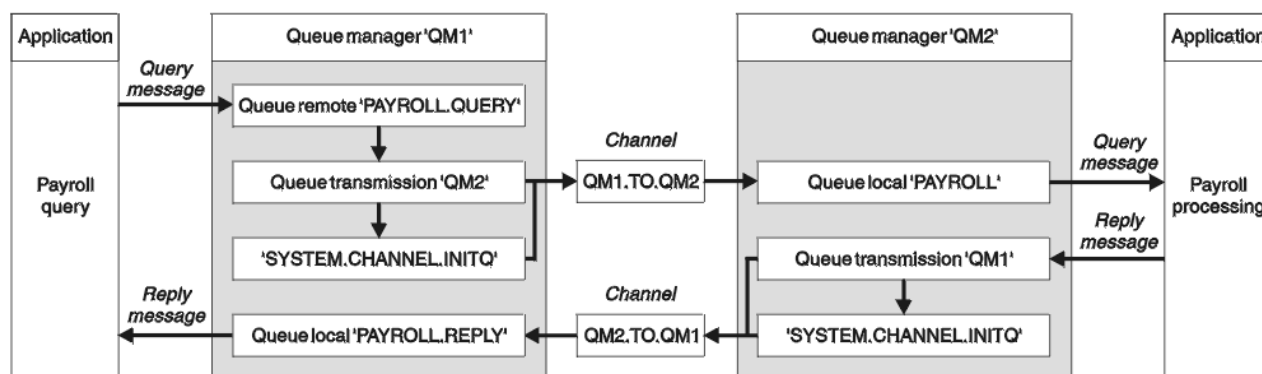 Application
Queue manager 'QM1'
Queue manager 'QM2'
Application
Query
message
Queue remote 'PAYROLL.QUERY'
Channel
Query
message
Payroll
query
Queue transmission 'QM2'
QM1.TO.QM2
Queue local 'PAYROLL'
Payroll
processing
'SYSTEM.CHANNEL.INITQ'
Queue transmission 'QM1'
Reply
message
Reply
message
Channel
Queue local 'PAYROLL.REPLY'
QM2.TO.QM1
'SYSTEM.CHANNEL.INITQ'